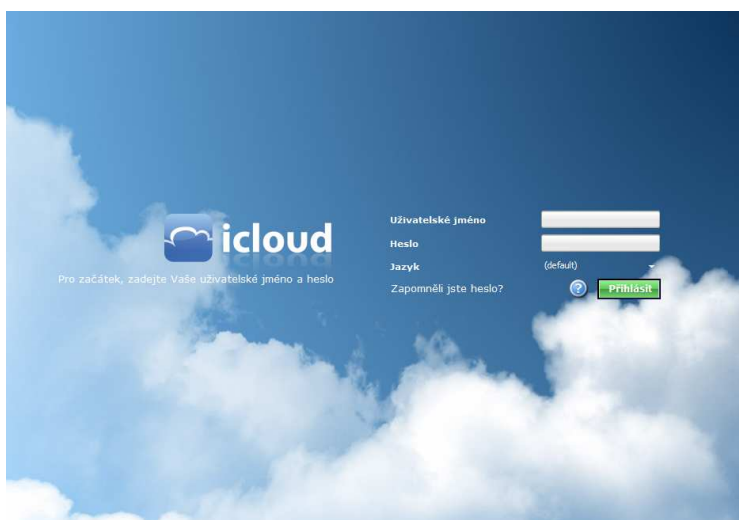 icloud
Pro začátek, zadejte Vaše uživatelské jméno a heslo
Uživatelské jméno
Heslo
Jazyk
(default)
Zapomněli jste heslo?
?
Přihlásit